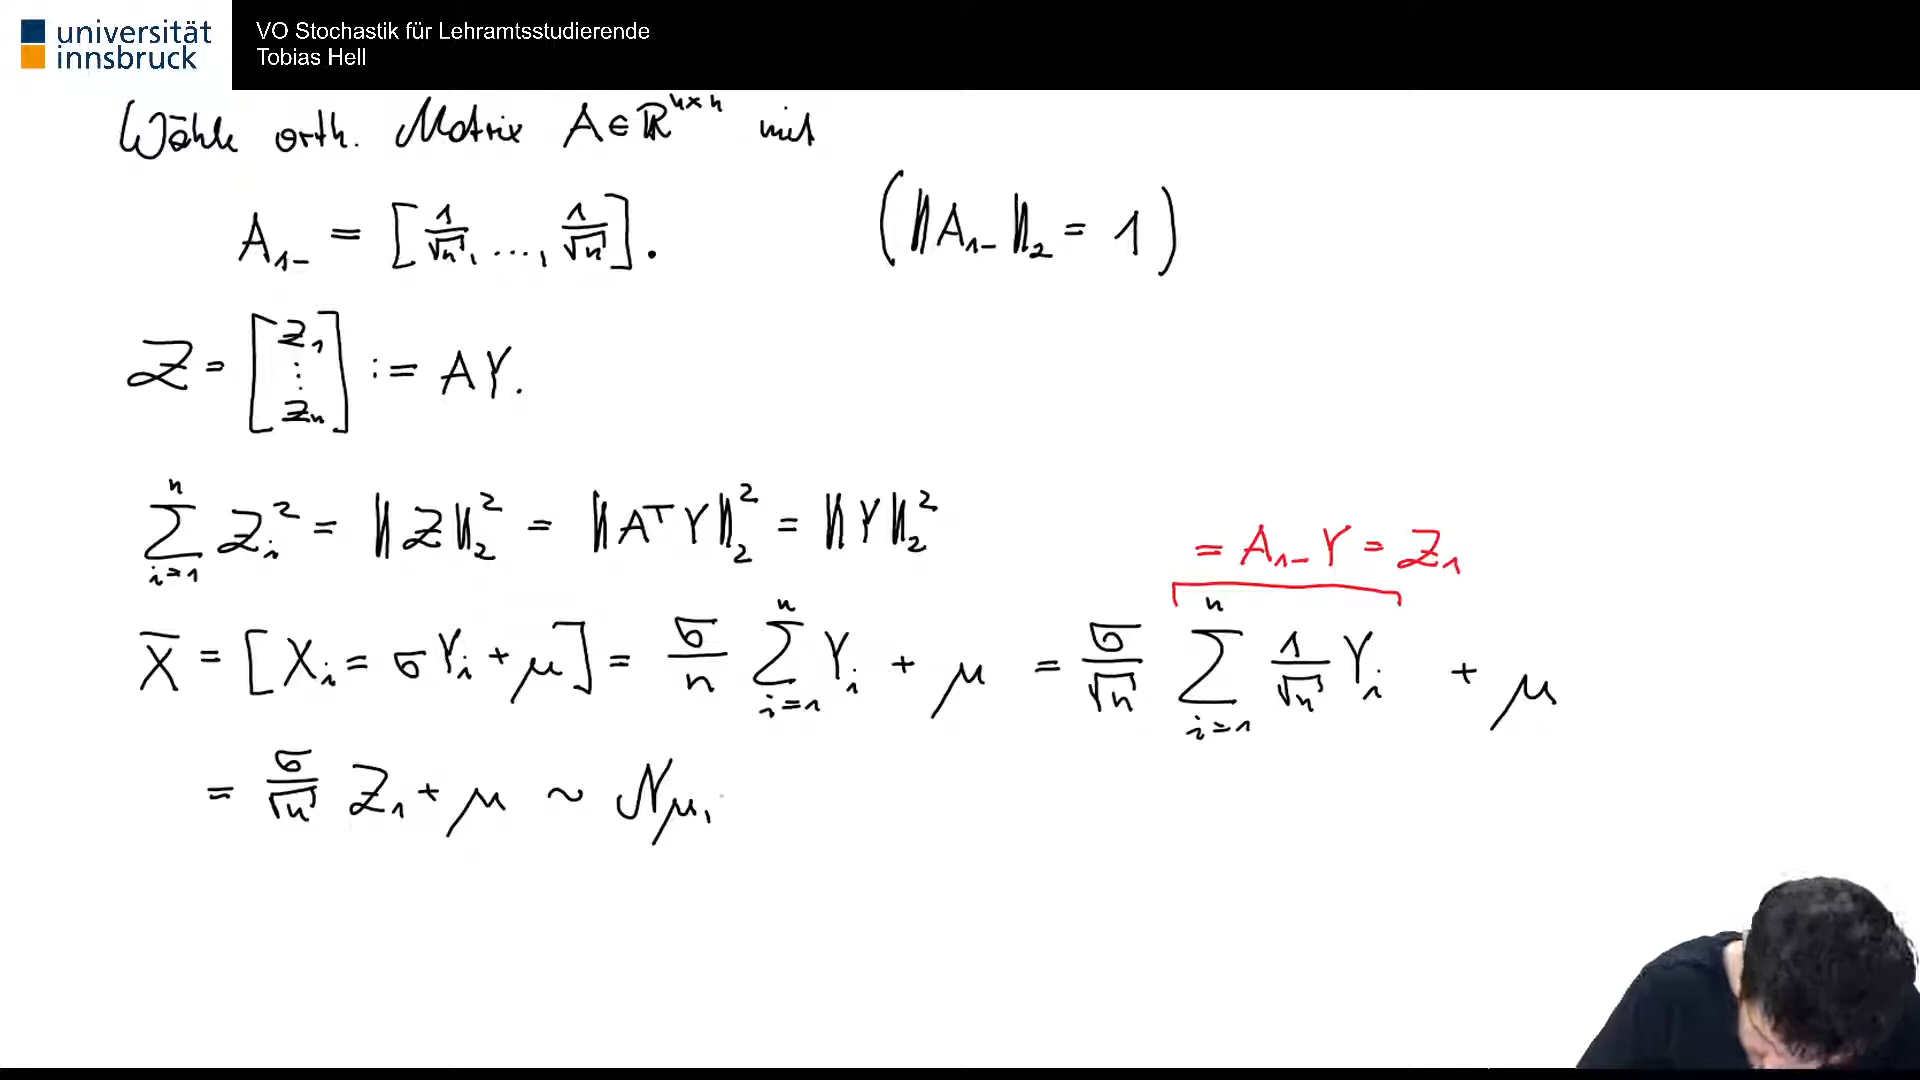 universität
innsbruck
VO Stochastik für Lehramtsstudierende
Tobias Hell
Wähle orth. Matrix A ∈ ℝ^{n×n} mit
A_{1-} = [1/√n, ..., 1/√n]. (‖A_{1-}‖_2 = 1)
Z = [Z_1 ⋮ Z_n] := AY.
∑_{i=1}^{n} Z_i^2 = ‖Z‖_2^2 = ‖A^T Y‖_2^2 = ‖Y‖_2^2
= A_{1-} Y = Z_1
X̄ = [X_i = σY_i + μ] = σ/n ∑_{i=1}^{n} Y_i + μ = σ/√n ∑_{i=1}^{n} 1/√n Y_i + μ
= σ/√n Z_1 + μ ~ 𝒩_{μ,